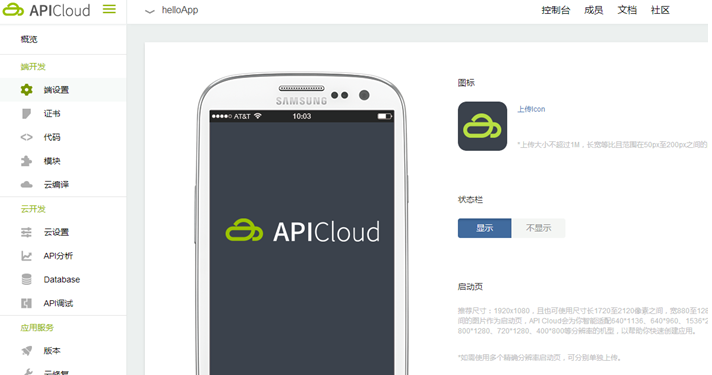 APICloud
helloApp
控制台 成员 文档 社区
概览
端开发
端设置
证书
代码
模块
云编译
云开发
云设置
API分析
Database
API调试
应用服务
版本
云修复
SAMSUNG
AT&T 10:03
APICloud
图标
上传Icon
*上传大小不超过1M，长宽等比且范围在50px至200px之间的
状态栏
显示 不显示
启动页
推荐尺寸：1920x1080，且也可使用尺寸长1720至2120像素之间，宽880至128
间的图片作为启动页，API Cloud会为你智能适配640*1136、640*960、1536*2
800*1280、720*1280、400*800等分辨率的机型，以帮助你快速创建应用。
*如需使用多个精确分辨率启动页，可分别单独上传。